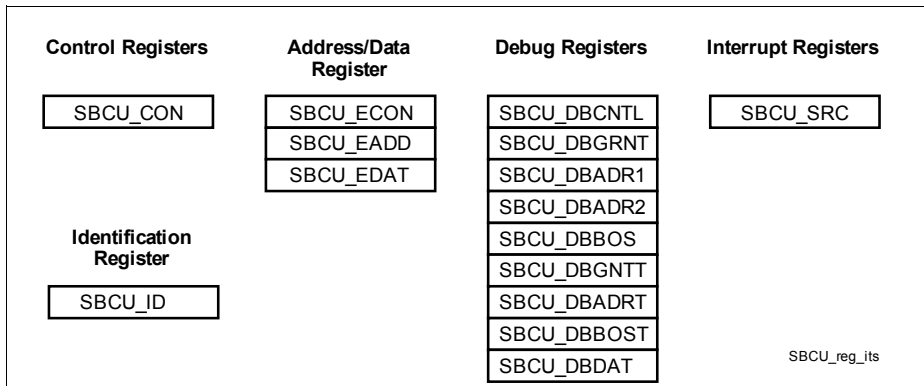 Control Registers
SBCU_CON
Identification
Register
SBCU_ID
Address/Data
Register
SBCU_ECON
SBCU_EADD
SBCU_EDAT
Debug Registers
SBCU_DBCNTL
SBCU_DBGRNT
SBCU_DBADR1
SBCU_DBADR2
SBCU_DBBOS
SBCU_DBGNTT
SBCU_DBADRT
SBCU_DBBOST
SBCU_DBDAT
Interrupt Registers
SBCU_SRC
SBCU_reg_its